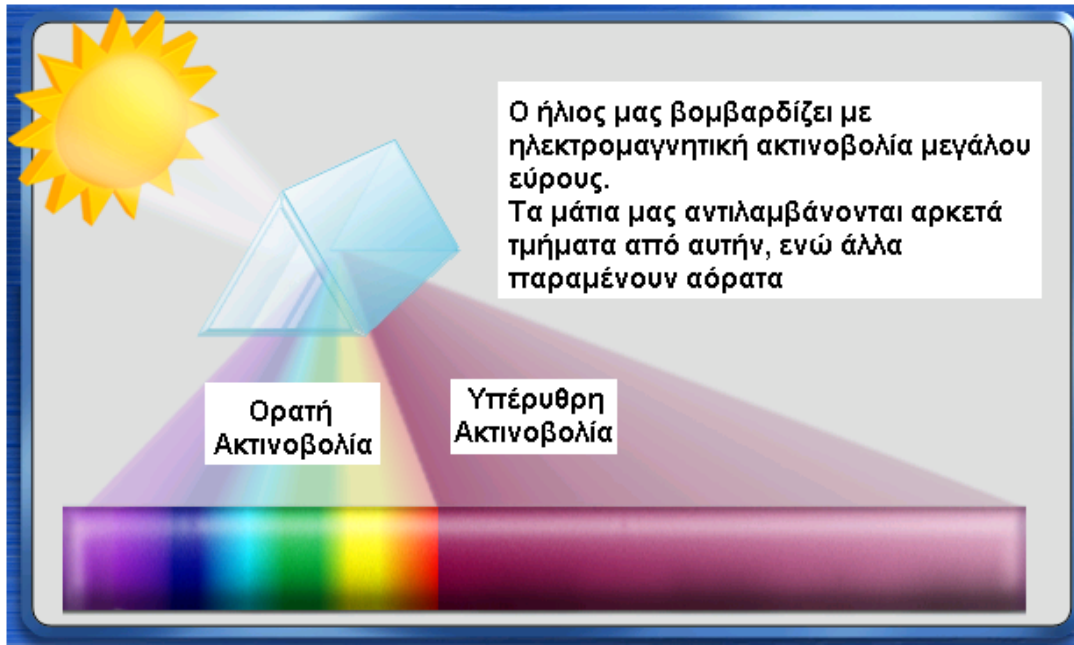 Ο ήλιος μας βομβαρδίζει με
ηλεκτρομαγνητική ακτινοβολία μεγάλου
εύρους.
Τα μάτια μας αντιλαμβάνονται αρκετά
τμήματα από αυτήν, ενώ άλλα
παραμένουν αόρατα
Ορατή
Ακτινοβολία
Υπέρυθρη
Ακτινοβολία